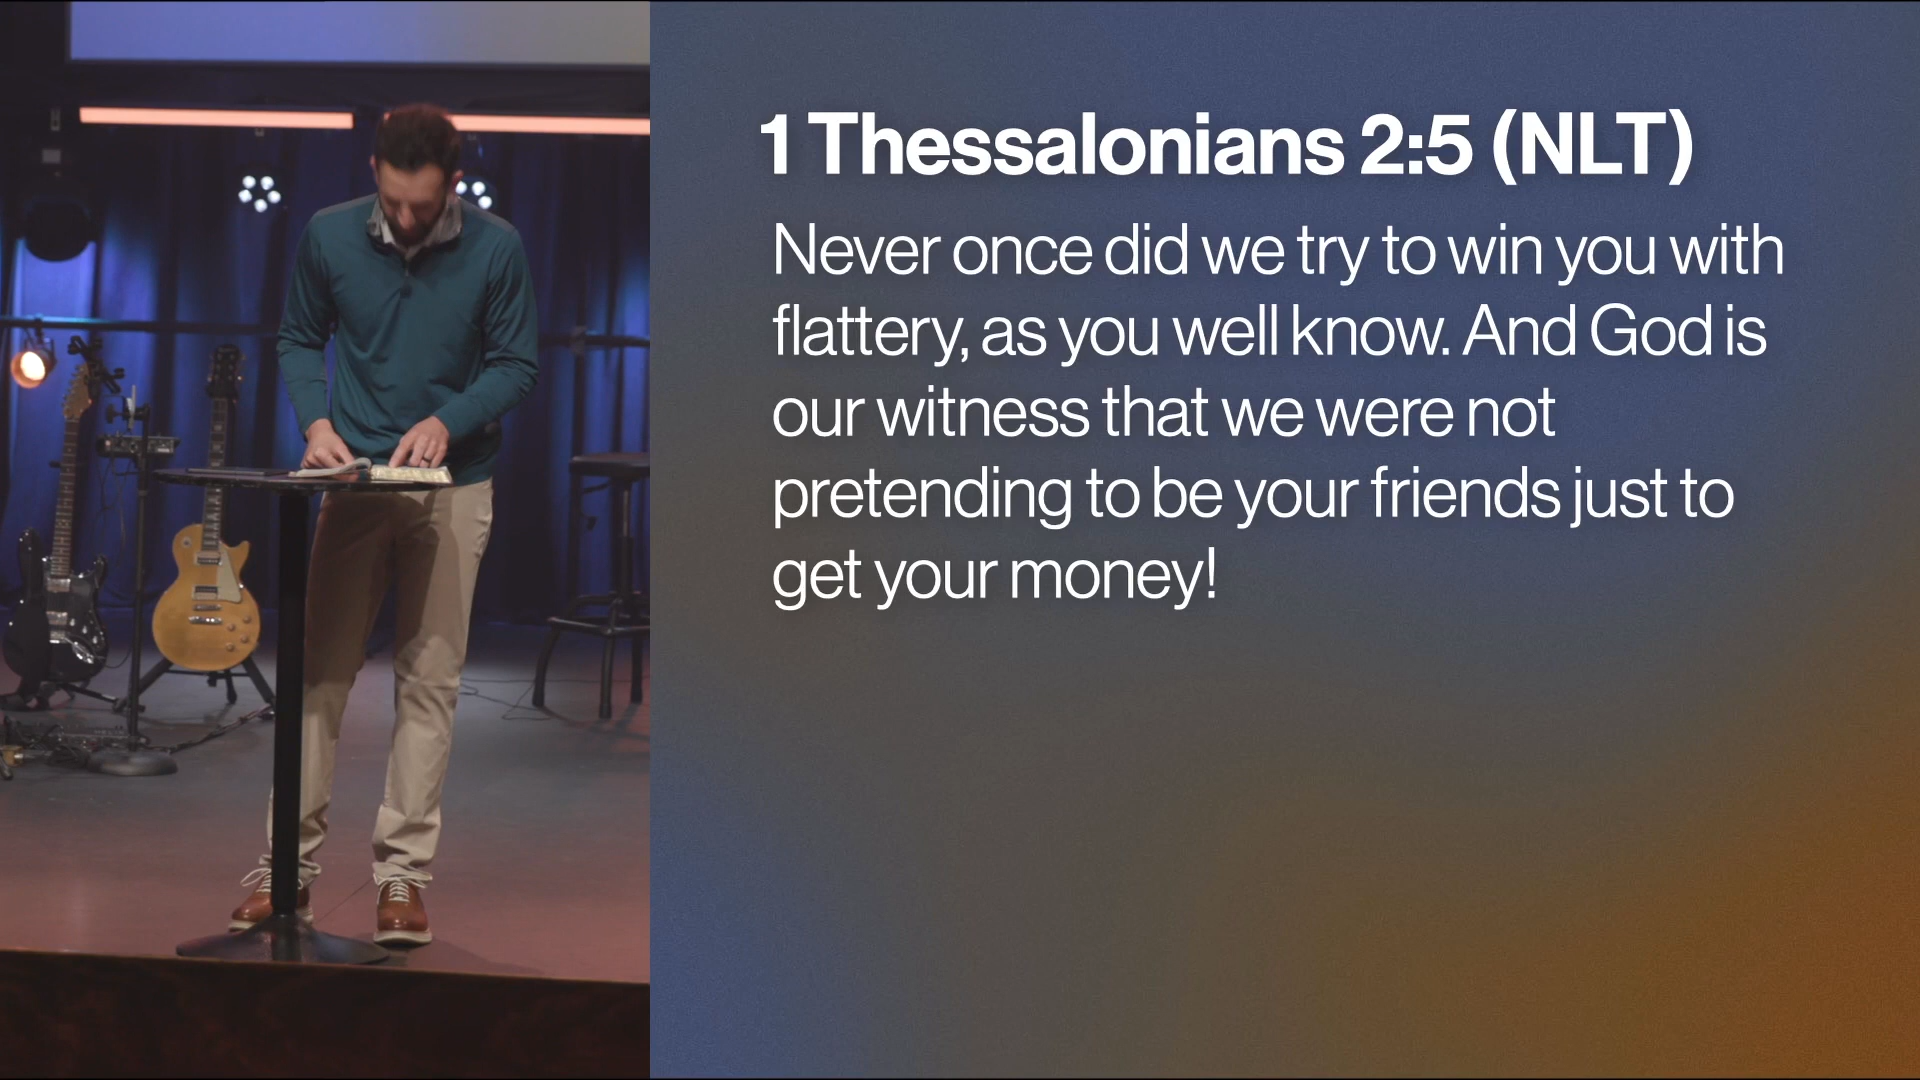 1 Thessalonians 2:5 (NLT)
Never once did we try to win you with
flattery, as you well know. And God is
our witness that we were not
pretending to be your friends just to
get your money!